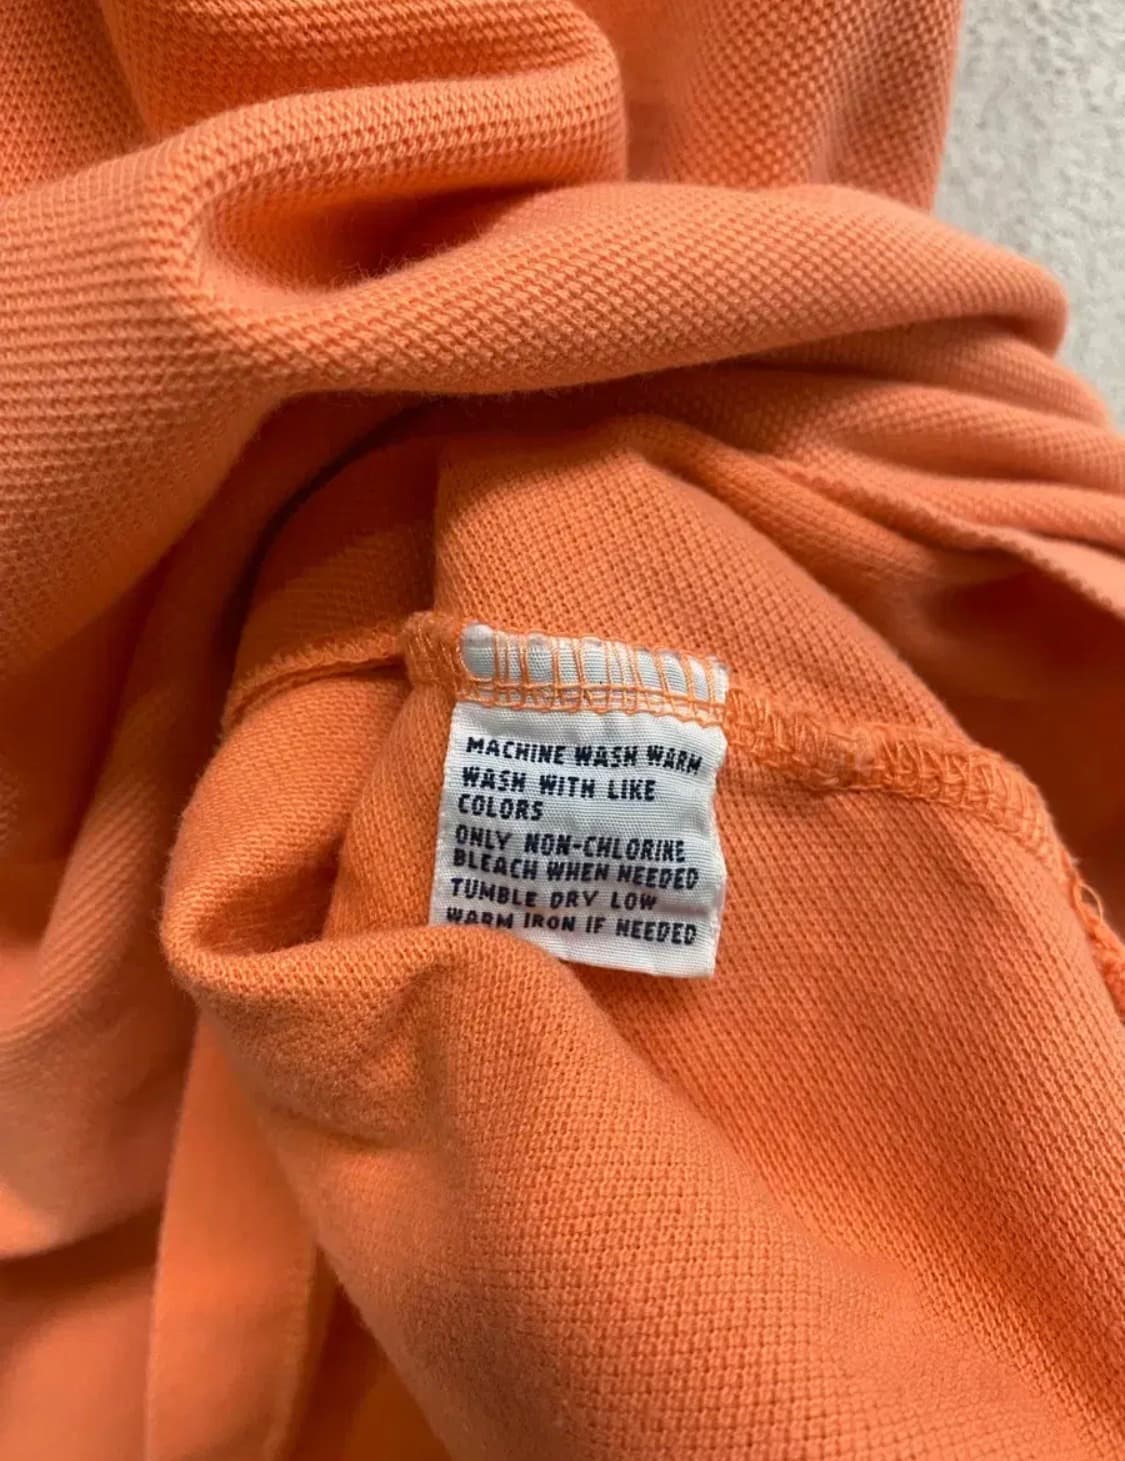 MACHINE WASH WARM
WASH WITH LIKE
COLORS
ONLY NON-CHLORINE
BLEACH WHEN NEEDED
TUMBLE DRY LOW
WARM IRON IF NEEDED